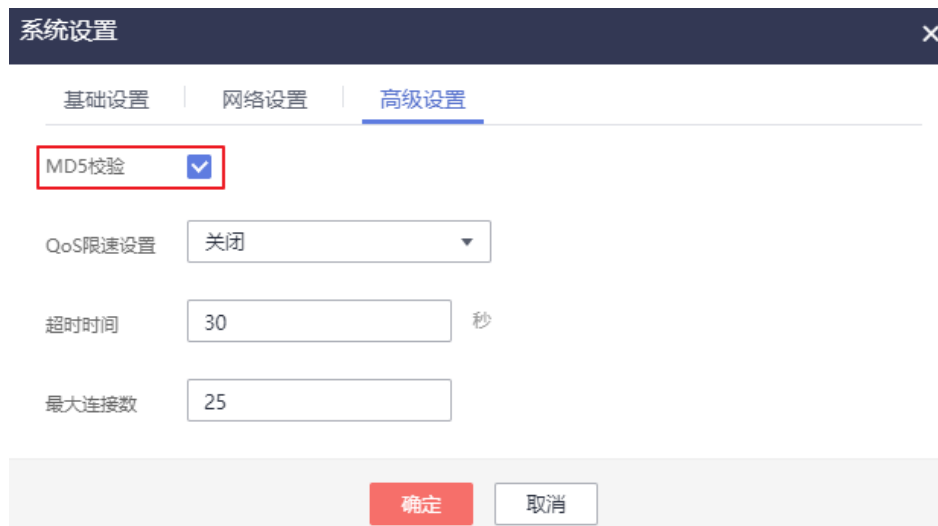 系统设置
基础设置 网络设置 高级设置
MD5校验
QoS限速设置 关闭
超时时间 30 秒
最大连接数 25
确定 取消